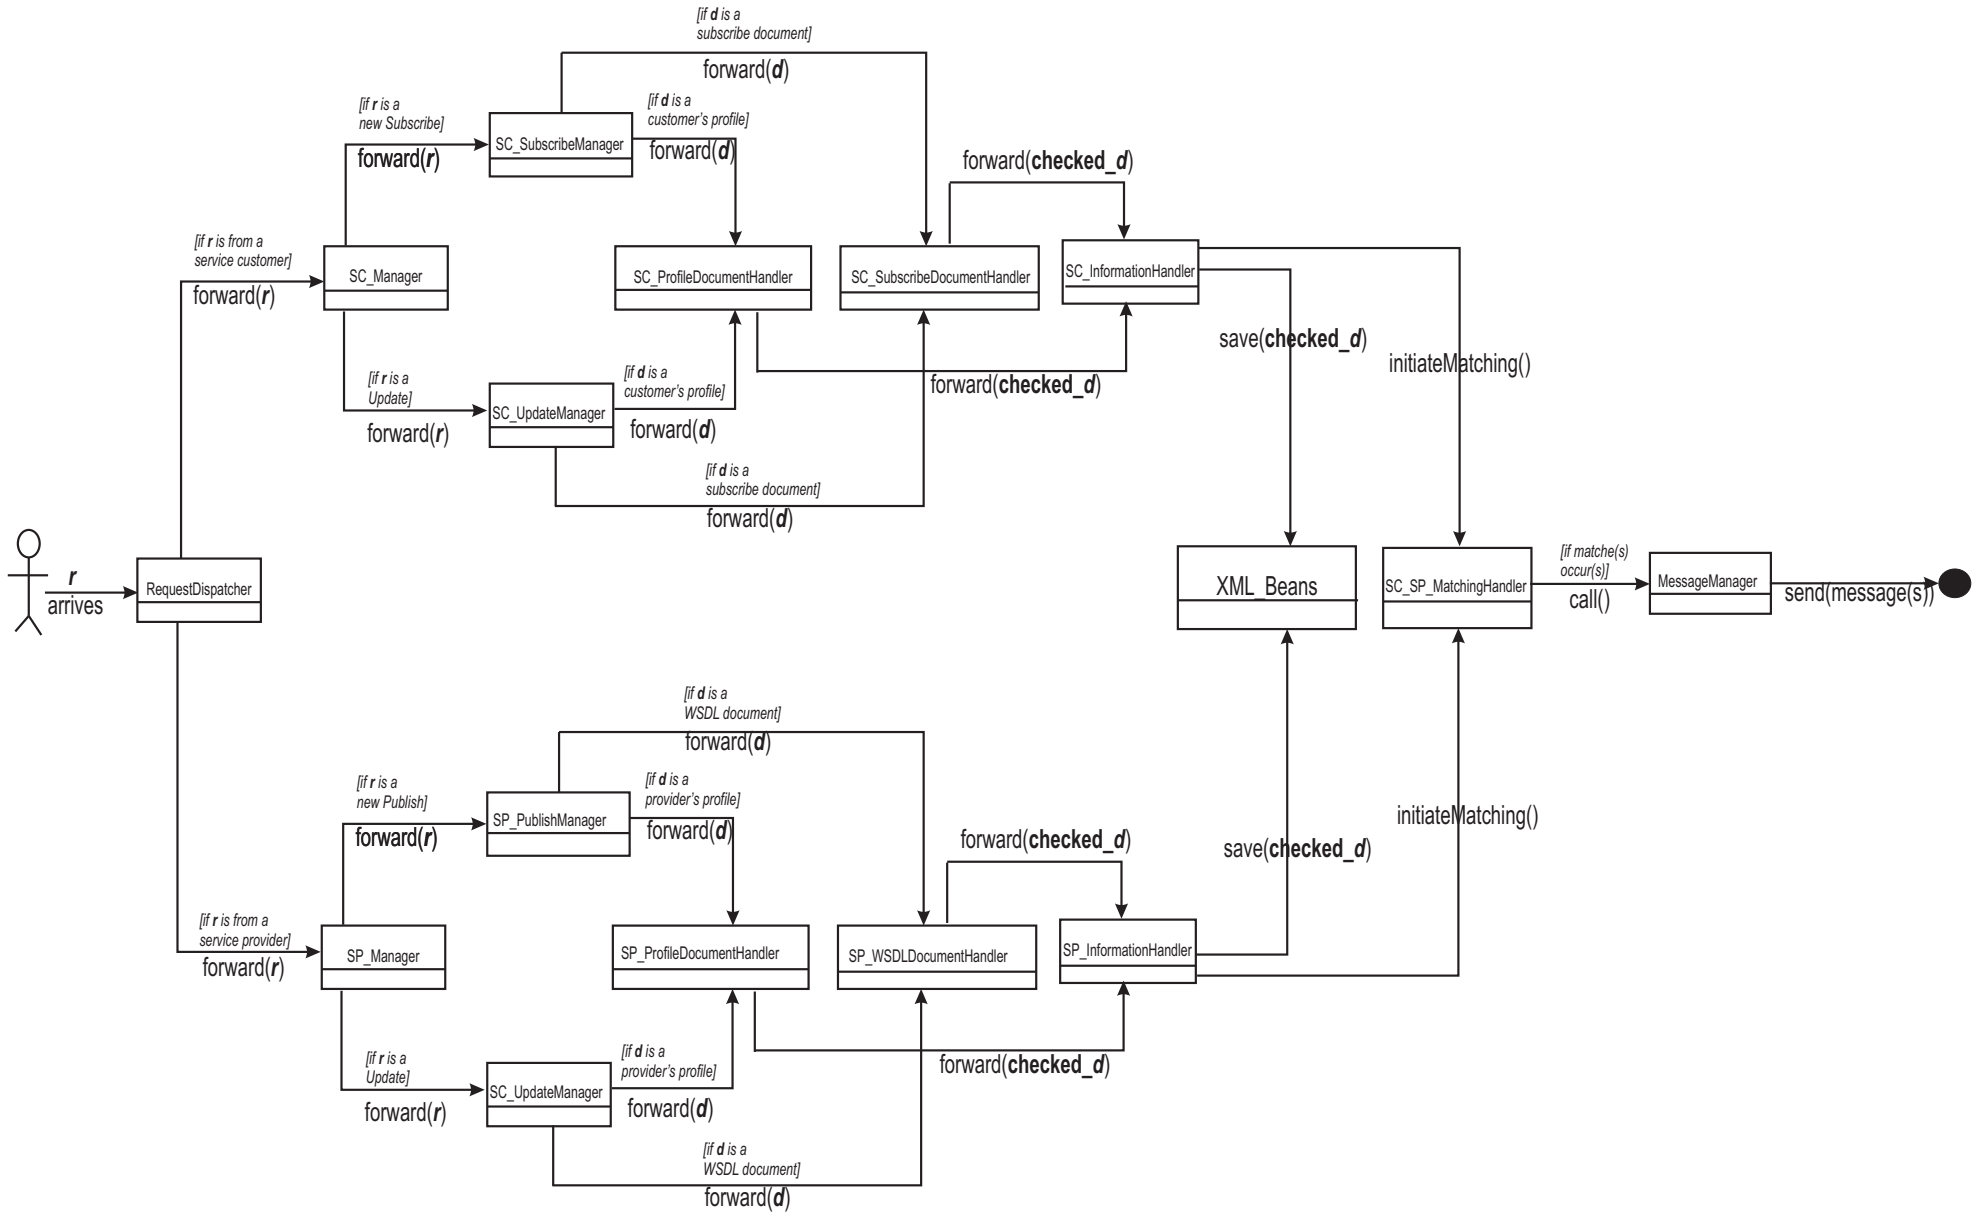 [if d is a
subscribe document]
forward(d)
[if r is a
new Subscribe]
forward(r)
SC_SubscribeManager
[if d is a
customer's profile]
forward(d)
forward(checked_d)
[if r is from a
service customer]
forward(r)
SC_Manager
SC_ProfileDocumentHandler
SC_SubscribeDocumentHandler
SC_InformationHandler
save(checked_d)
initiateMatching()
[if r is a
Update]
forward(r)
SC_UpdateManager
[if d is a
customer's profile]
forward(d)
forward(checked_d)
[if d is a
subscribe document]
forward(d)
r
arrives
RequestDispatcher
XML_Beans
SC_SP_MatchingHandler
[if matche(s)
occur(s)]
call()
MessageManager
send(message(s))
[if d is a
WSDL document]
forward(d)
[if r is a
new Publish]
forward(r)
SP_PublishManager
[if d is a
provider's profile]
forward(d)
forward(checked_d)
save(checked_d)
initiateMatching()
[if r is from a
service provider]
forward(r)
SP_Manager
SP_ProfileDocumentHandler
SP_WSDLDocumentHandler
SP_InformationHandler
[if r is a
Update]
forward(r)
SC_UpdateManager
[if d is a
provider's profile]
forward(d)
forward(checked_d)
[if d is a
WSDL document]
forward(d)